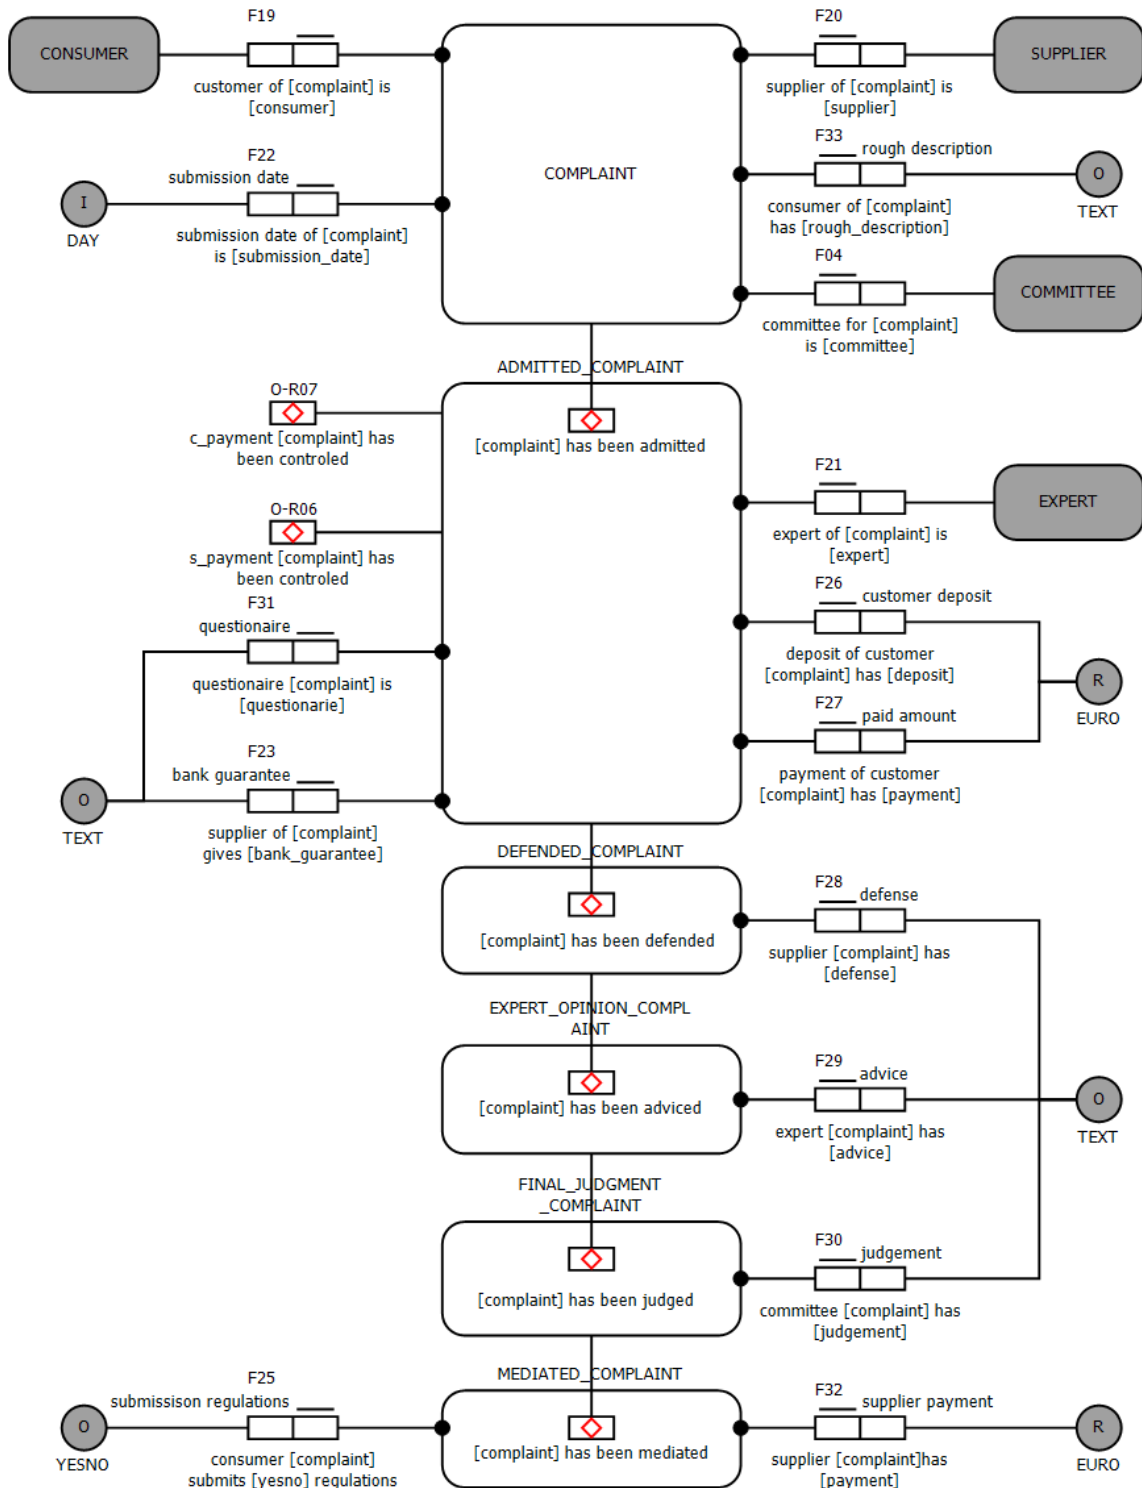 F19
F20
CONSUMER
SUPPLIER
customer of [complaint] is
[consumer]
supplier of [complaint] is
[supplier]
F33
rough description
F22
submission date
COMPLAINT
I
DAY
O
TEXT
submission date of [complaint]
is [submission_date]
consumer of [complaint]
has [rough_description]
F04
COMMITTEE
committee for [complaint]
is [committee]
ADMITTED_COMPLAINT
O-R07
c_payment [complaint] has
been controled
[complaint] has been admitted
F21
EXPERT
O-R06
s_payment [complaint] has
been controled
expert of [complaint] is
[expert]
F26
customer deposit
F31
questionaire
deposit of customer
[complaint] has [deposit]
questionaire [complaint] is
[questionarie]
R
EURO
F27
paid amount
F23
bank guarantee
payment of customer
[complaint] has [payment]
O
TEXT
supplier of [complaint]
gives [bank_guarantee]
DEFENDED_COMPLAINT
F28
defense
[complaint] has been defended
supplier [complaint] has
[defense]
EXPERT_OPINION_COMPL
AINT
F29
advice
[complaint] has been adviced
O
TEXT
expert [complaint] has
[advice]
FINAL_JUDGMENT
_COMPLAINT
F30
judgement
[complaint] has been judged
committee [complaint] has
[judgement]
MEDIATED_COMPLAINT
F25
submissison regulations
F32
supplier payment
O
YESNO
R
EURO
[complaint] has been mediated
consumer [complaint]
submits [yesno] regulations
supplier [complaint]has
[payment]